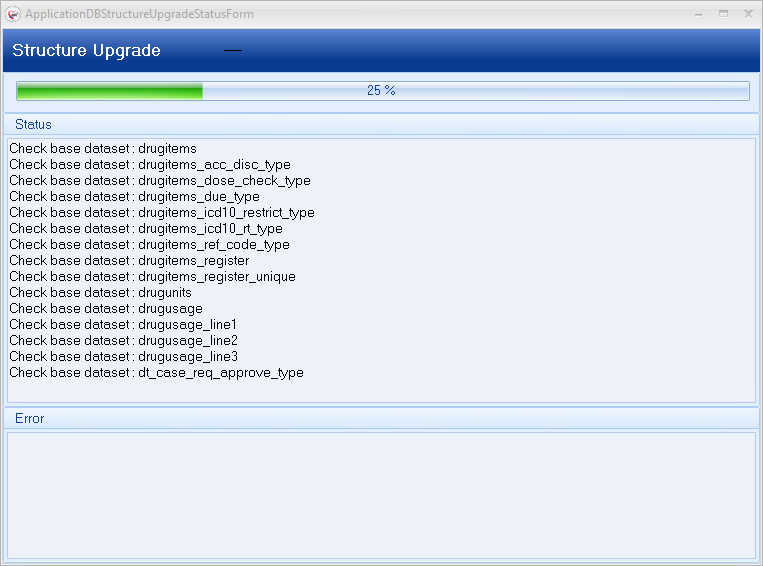 ApplicationDBStructureUpgradeStatusForm
Structure Upgrade
25 %
Status
Check base dataset : drugitems
Check base dataset : drugitems_acc_disc_type
Check base dataset : drugitems_dose_check_type
Check base dataset : drugitems_due_type
Check base dataset : drugitems_icd10_restrict_type
Check base dataset : drugitems_icd10_rt_type
Check base dataset : drugitems_ref_code_type
Check base dataset : drugitems_register
Check base dataset : drugitems_register_unique
Check base dataset : drugunits
Check base dataset : drugusage
Check base dataset : drugusage_line1
Check base dataset : drugusage_line2
Check base dataset : drugusage_line3
Check base dataset : dt_case_req_approve_type
Error